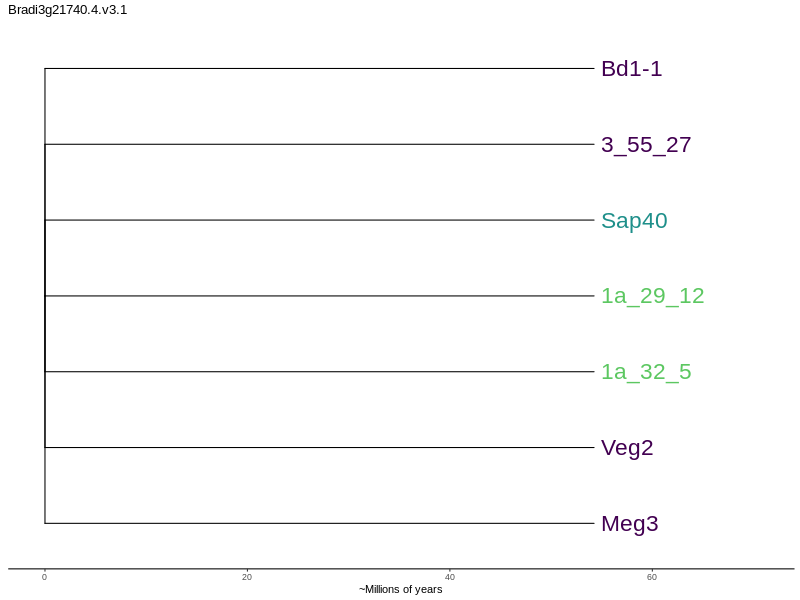 Bradi3g21740.4.v3.1
Bd1-1
3_55_27
Sap40
1a_29_12
1a_32_5
Veg2
Meg3
0 20 40 60
~Millions of years